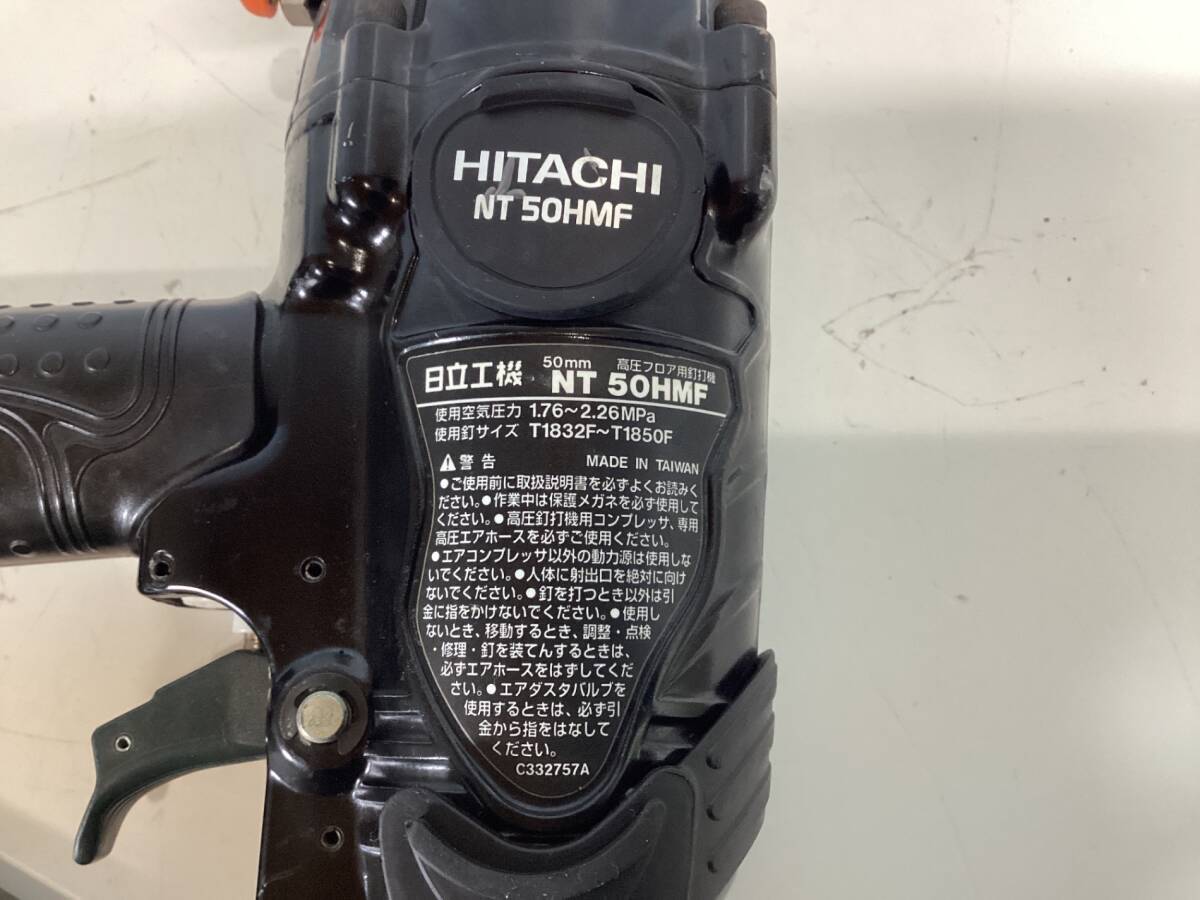 HITACHI
NT 50HMF
日立工機 50mm 高圧フロア用釘打機
NT 50HMF
使用空気圧力 1.76～2.26MPa
使用釘サイズ T1832F～T1850F
⚠警告 MADE IN TAIWAN
●ご使用前に取扱説明書を必ずよくお読みく
ださい。●作業中は保護メガネを必ず使用して
ください。●高圧釘打機用コンプレッサ、専用
高圧エアホースを必ずご使用ください。
●エアコンプレッサ以外の動力源は使用しな
いでください。●人体に射出口を絶対に向け
ないでください。●釘を打つとき以外は引
金に指をかけないでください。●使用し
ないとき、移動するとき、調整・点検
・修理・釘を装てんするときは、
必ずエアホースをはずしてくだ
さい。●エアダスタバルブを
使用するときは、必ず引
金から指をはなして
ください。
C332757A